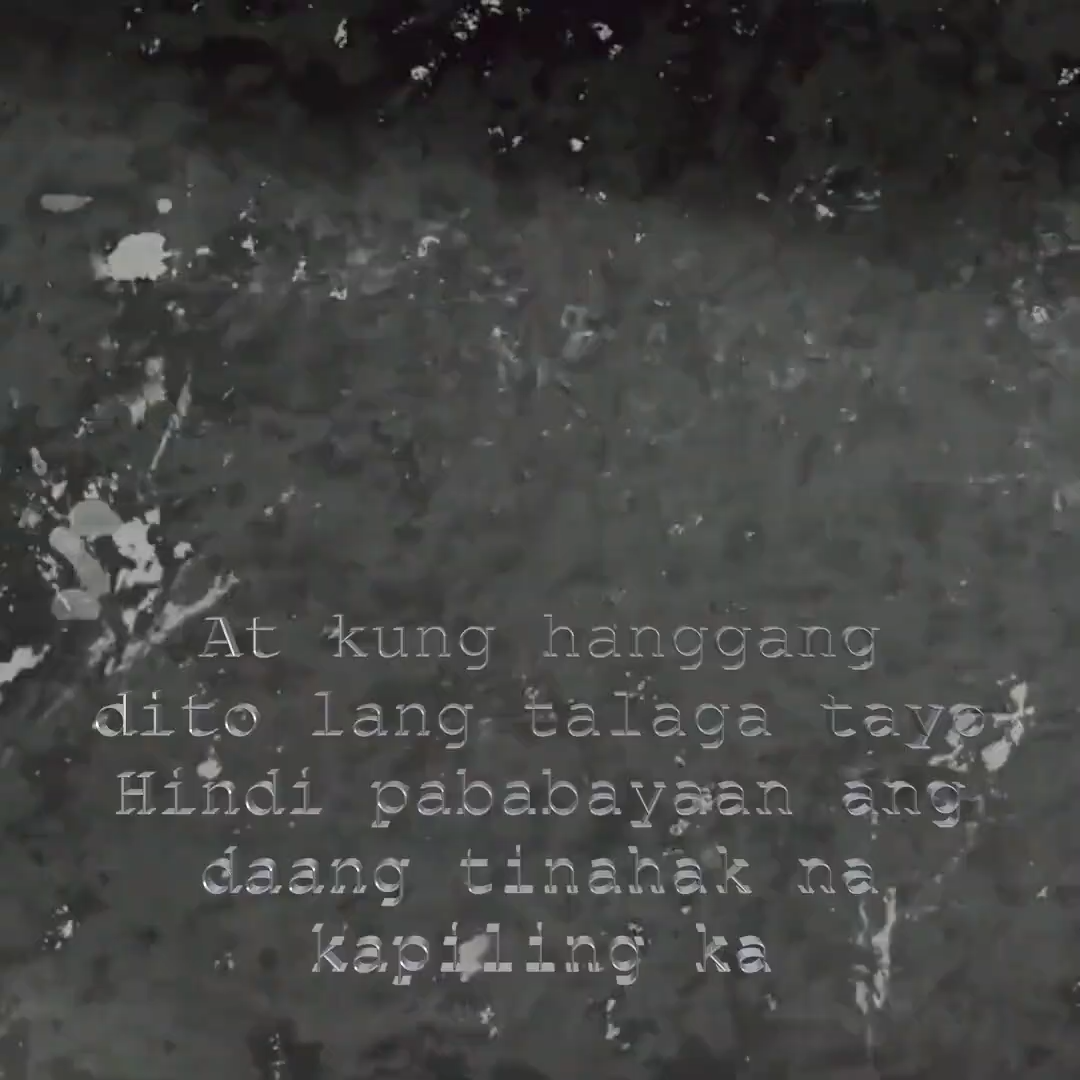 At kung hanggang
dito lang talaga tayo
Hindi pababayaan ang
daang tinahak na
kapiling ka